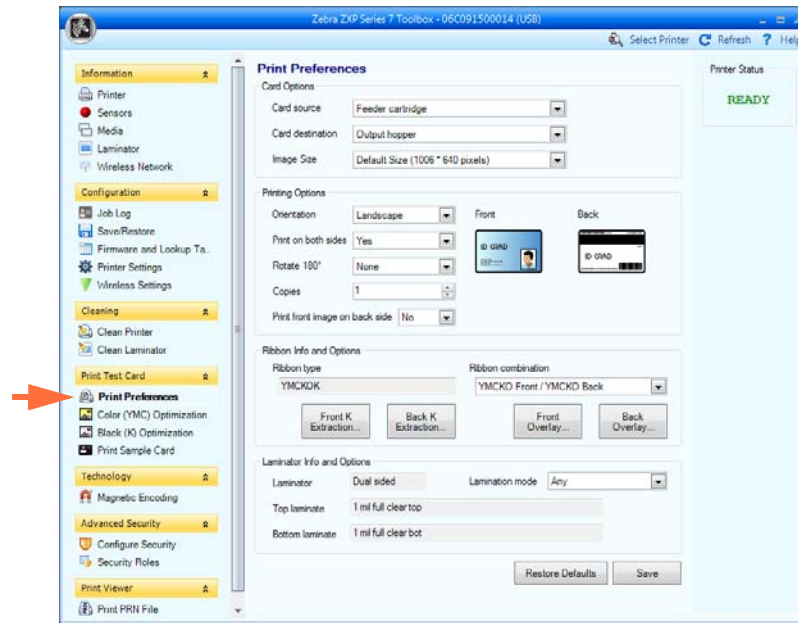 Zebra ZXP Series 7 Toolbox - 06C091500014 (USB)
Select Printer Refresh ? Help
Information
Printer
Sensors
Media
Laminator
Wireless Network
Configuration
Job Log
Save/Restore
Firmware and Lookup Ta..
Printer Settings
Wireless Settings
Cleaning
Clean Printer
Clean Laminator
Print Test Card
Print Preferences
Color (YMC) Optimization
Black (K) Optimization
Print Sample Card
Technology
Magnetic Encoding
Advanced Security
Configure Security
Security Roles
Print Viewer
Print PRN File
Print Preferences
Card Options
Card source Feeder cartridge
Card destination Output hopper
Image Size Default Size (1006 * 640 pixels)
Printing Options
Orientation Landscape Front Back
Print on both sides Yes
Rotate 180° None
Copies 1
Print front image on back side No
ID CARD
ID CARD
Ribbon Info and Options
Ribbon type Ribbon combination
YMCKOK YMCKO Front / YMCKO Back
Front K Extraction...
Back K Extraction...
Front Overlay...
Back Overlay...
Laminator Info and Options
Laminator Dual sided Lamination mode Any
Top laminate 1 mil full clear top
Bottom laminate 1 mil full clear bot
Restore Defaults Save
Printer Status
READY